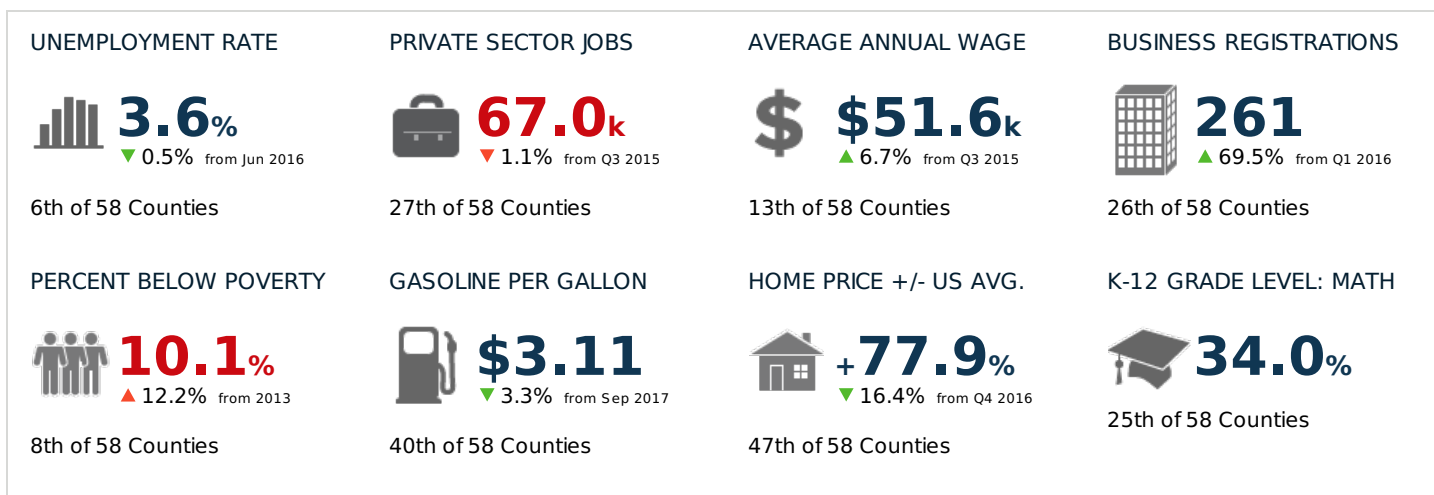 UNEMPLOYMENT RATE
3.6%
▼ 0.5% from Jun 2016
6th of 58 Counties
PRIVATE SECTOR JOBS
67.0k
▼ 1.1% from Q3 2015
27th of 58 Counties
AVERAGE ANNUAL WAGE
$
$51.6k
▲ 6.7% from Q3 2015
13th of 58 Counties
BUSINESS REGISTRATIONS
261
▲ 69.5% from Q1 2016
26th of 58 Counties
PERCENT BELOW POVERTY
10.1%
▲ 12.2% from 2013
8th of 58 Counties
GASOLINE PER GALLON
$3.11
▼ 3.3% from Sep 2017
40th of 58 Counties
HOME PRICE +/- US AVG.
+77.9%
▼ 16.4% from Q4 2016
47th of 58 Counties
K-12 GRADE LEVEL: MATH
34.0%
25th of 58 Counties